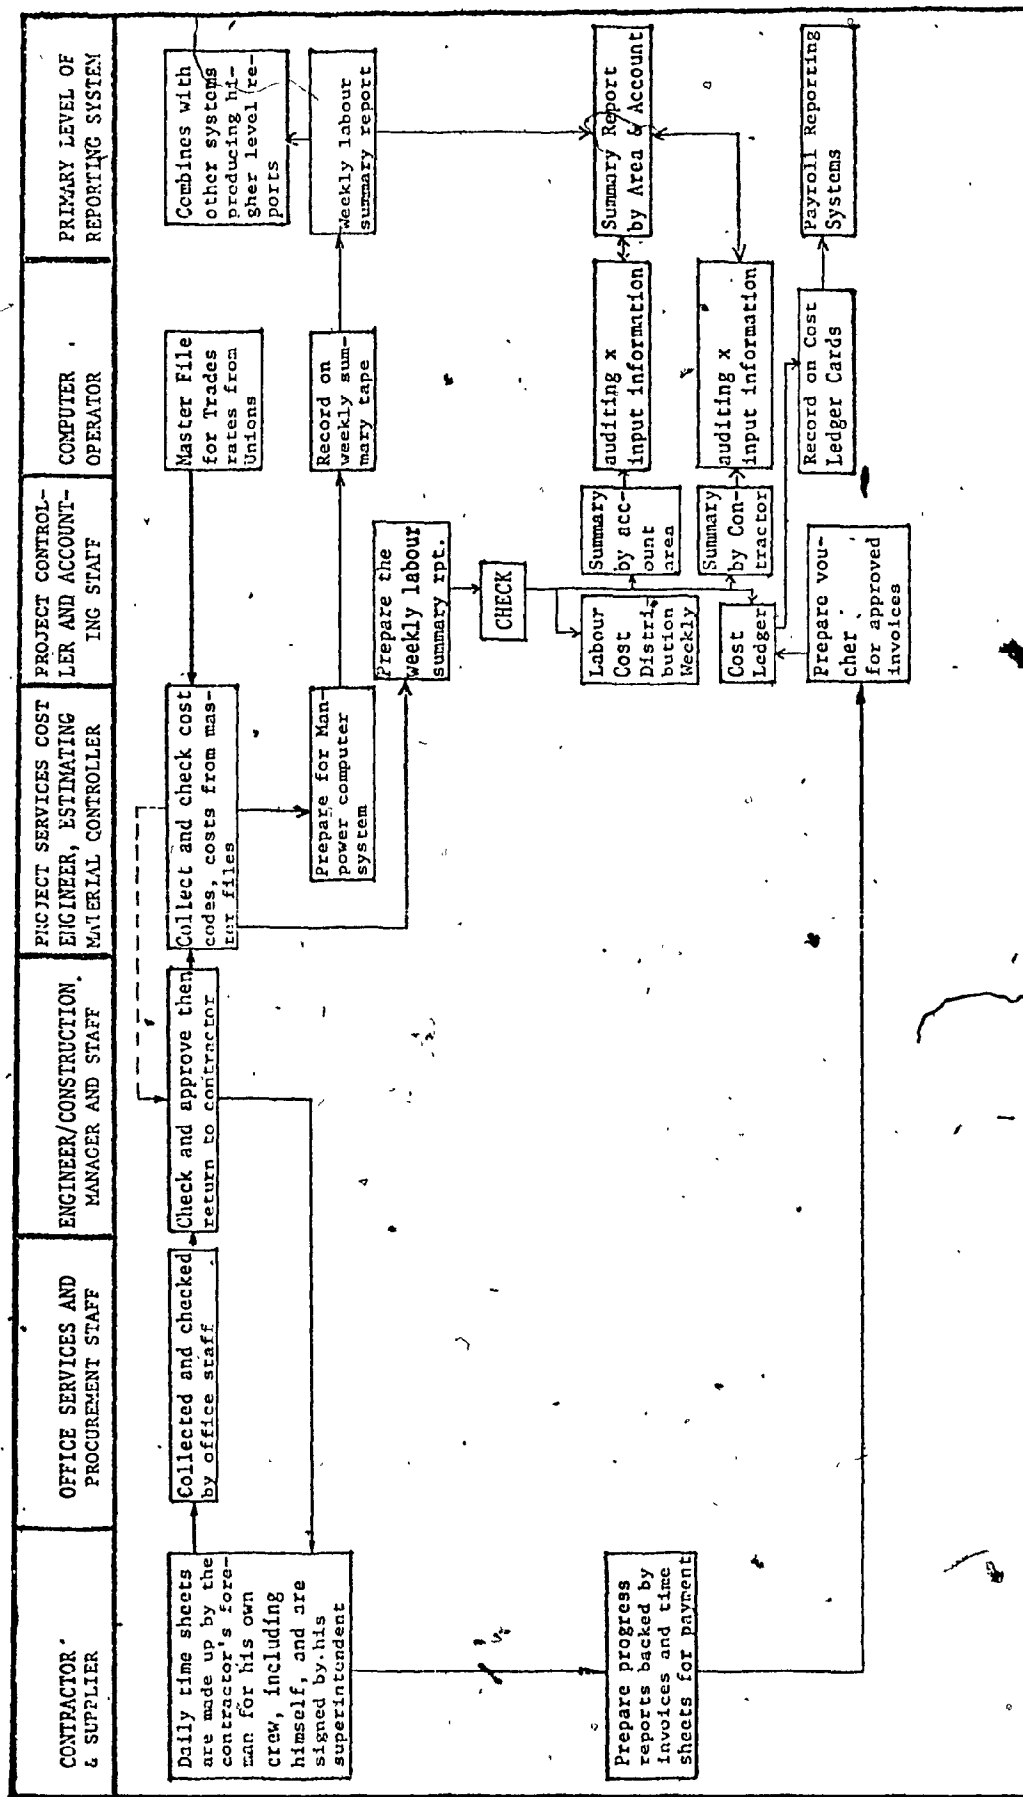 CONTRACTOR
& SUPPLIER
OFFICE SERVICES AND
PROCUREMENT STAFF
ENGINEER/CONSTRUCTION
MANAGER AND STAFF
PROJECT SERVICES COST
ENGINEER, ESTIMATING
MATERIAL CONTROLLER
PROJECT CONTROL-
LER AND ACCOUNT-
ING STAFF
COMPUTER
OPERATOR
PRIMARY LEVEL OF
REPORTING SYSTEM
Daily time sheets
are made up by the
contractor's fore-
man for his own
crew, including
himself, and are
signed by his
superintendent
Collected and checked
by office staff
Check and approve then
return to contractor
Collect and check cost
codes, costs from mas-
ter files
Master File
for Trades
rates from
Unions
Combines with
other systems
producing hi-
gher level re-
ports
Prepare for Man-
power computer
system
Record on
weekly sum-
mary tape
Weekly labour
summary report
Prepare the
weekly labour
summary rpt.
CHECK
Labour
Cost
Distri-
bution
Weekly
Summary
by acc-
ount
area
auditing x
input information
Summary Report
by Area & Account
Summary
by Con-
tractor
auditing x
input information
Cost
Ledger
Record on Cost
Ledger Cards
Payroll Reporting
Systems
Prepare progress
reports backed by
invoices and time
sheets for payment
Prepare vou-
cher
for approved
invoices